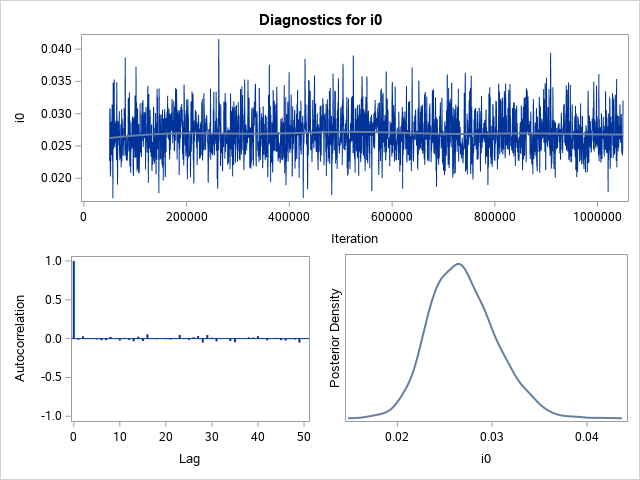 Diagnostics for i0
i0
0.040
0.035
0.030
0.025
0.020
0 200000 400000 600000 800000 1000000
Iteration
Autocorrelation
1.0
0.5
0.0
-0.5
-1.0
0 10 20 30 40 50
Lag
Posterior Density
0.02 0.03 0.04
i0